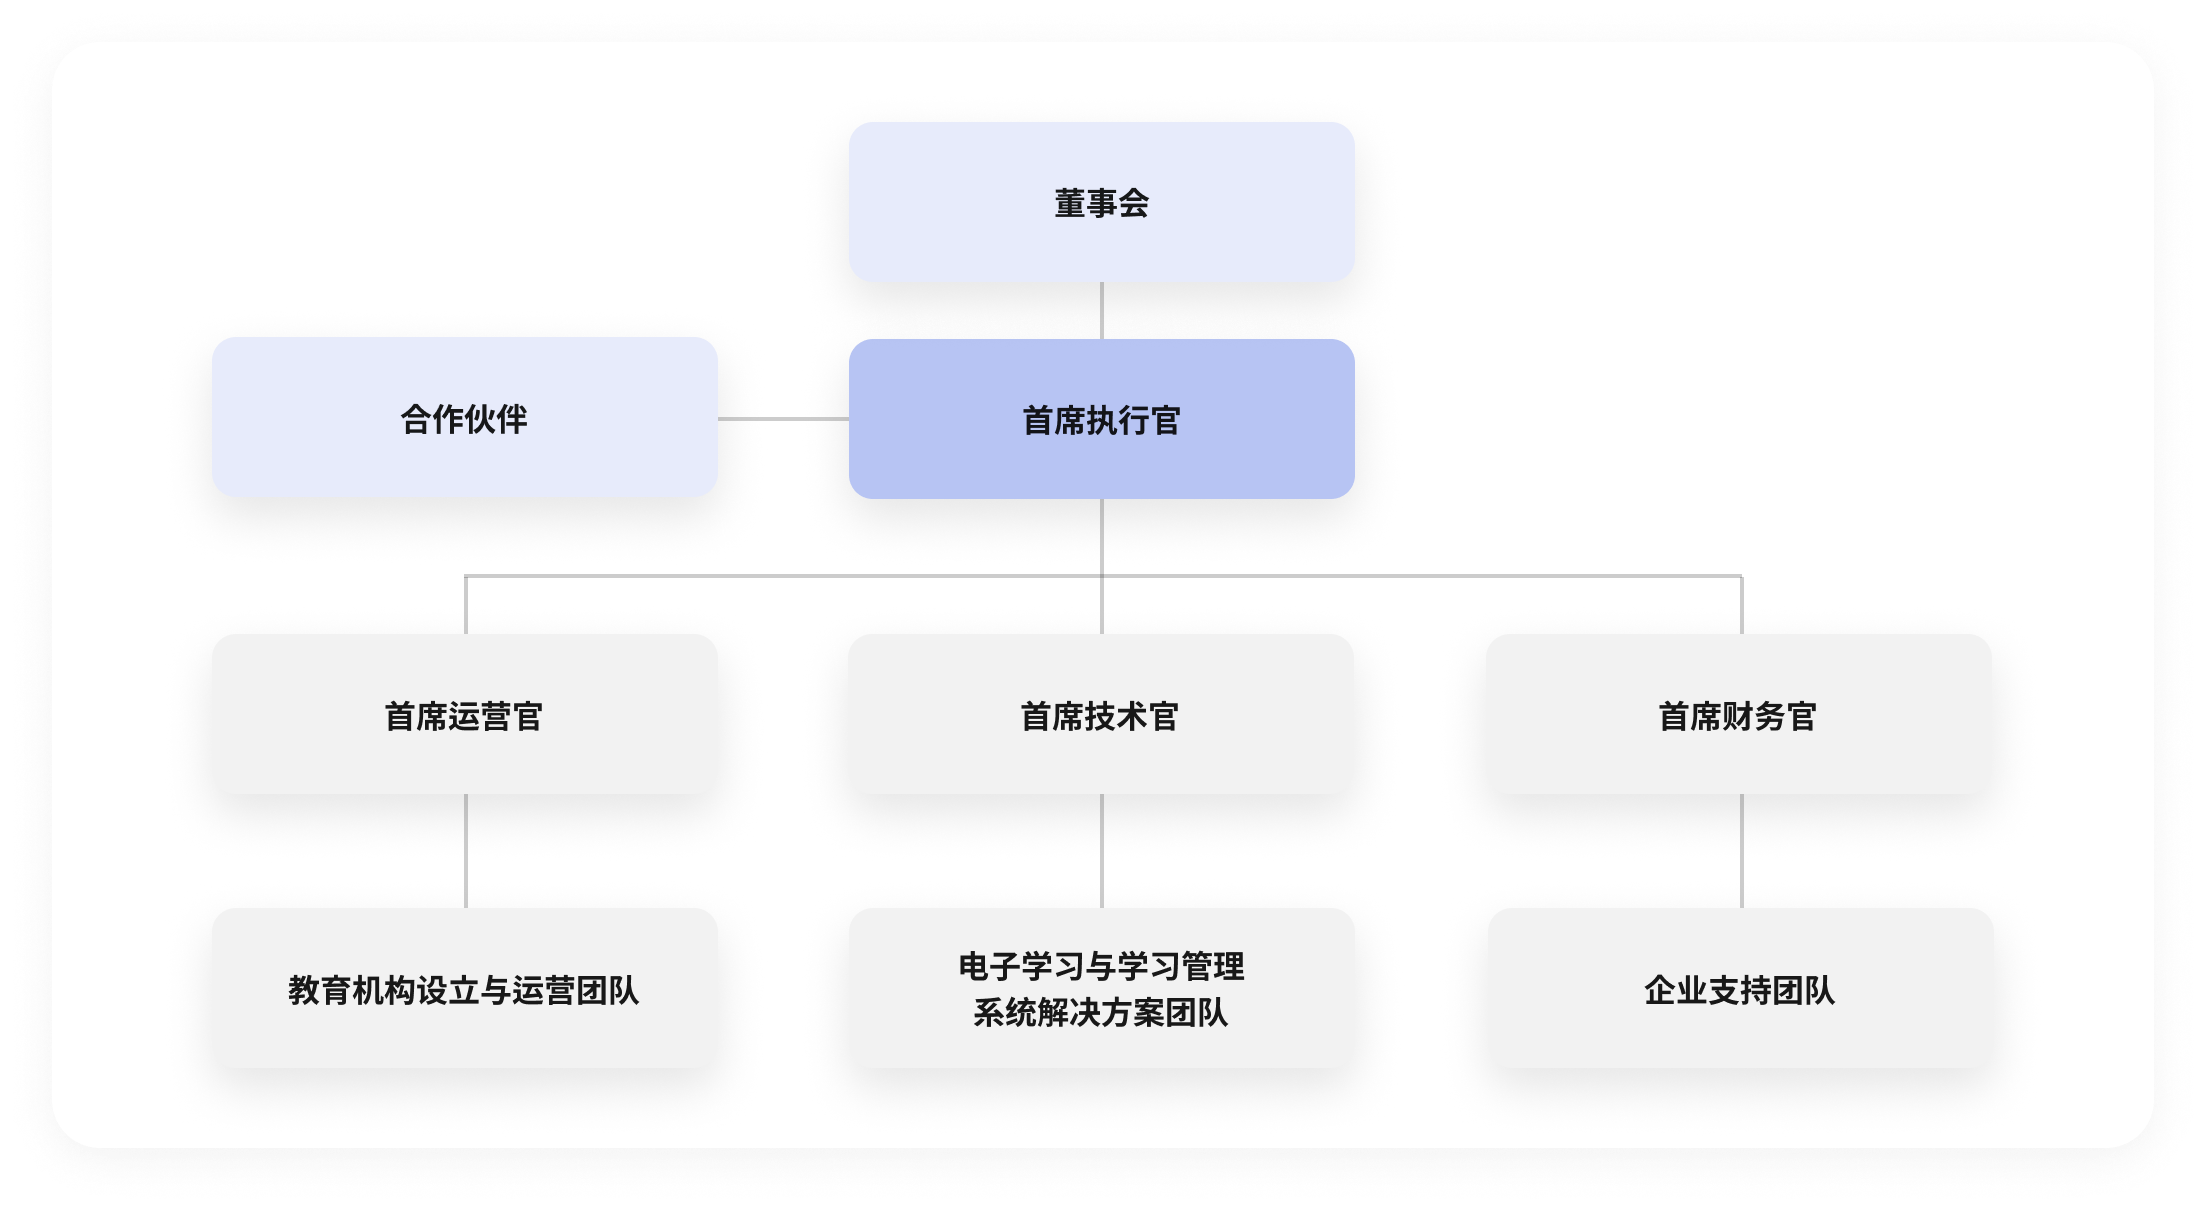 董事会
合作伙伴
首席执行官
首席运营官
首席技术官
首席财务官
教育机构设立与运营团队
电子学习与学习管理
系统解决方案团队
企业支持团队